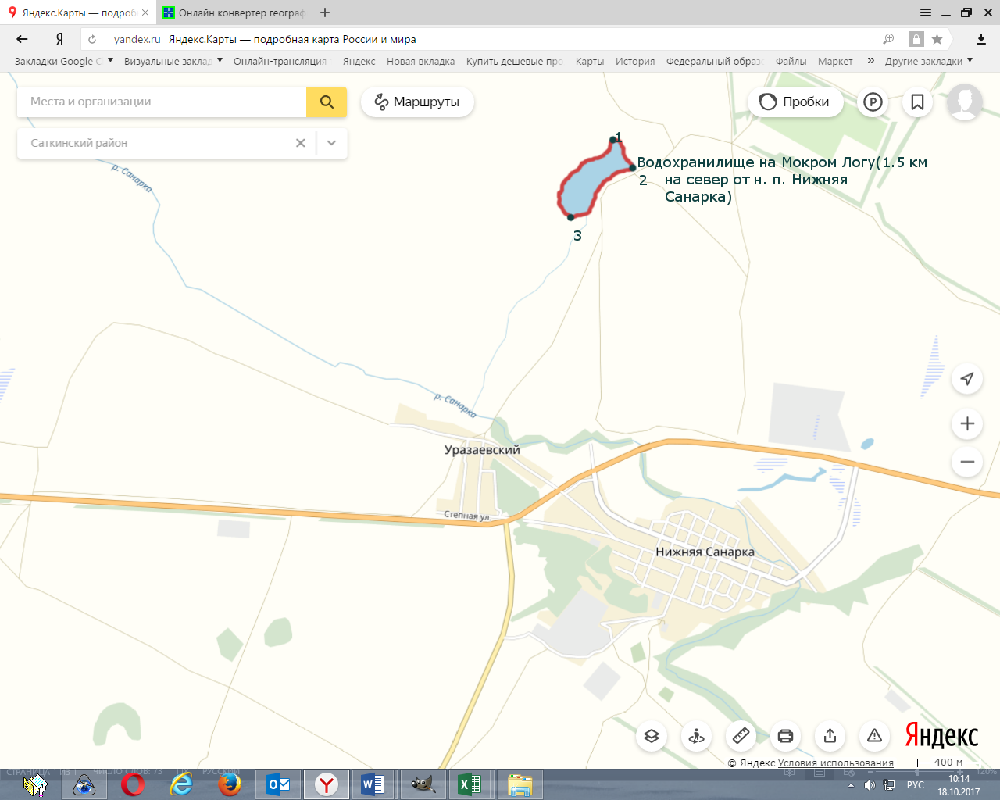 Яндекс.Карты — подроб
Онлайн конвертер географ
yandex.ru Яндекс.Карты — подробная карта России и мира
Закладки Google Визуальные заклад Онлайн-трансляция Яндекс Новая вкладка Купить дешевые про Карты История Федеральный образо Файлы Маркет » Другие закладки
Места и организации
Маршруты
Пробки
P
Саткинский район
р. Санарка
1
Водохранилище на Мокром Логу(1.5 км
2 на север от н. п. Нижняя
Санарка)
3
р. Санарка
Уразаевский
Степная ул.
Нижняя Санарка
Яндекс
© Яндекс Условия использования
400 м
СТРАНИЦА 1 ИЗ 1 ЧИСЛО СЛОВ: 73 РУССКИЙ
120%
РУС
10:14
18.10.2017